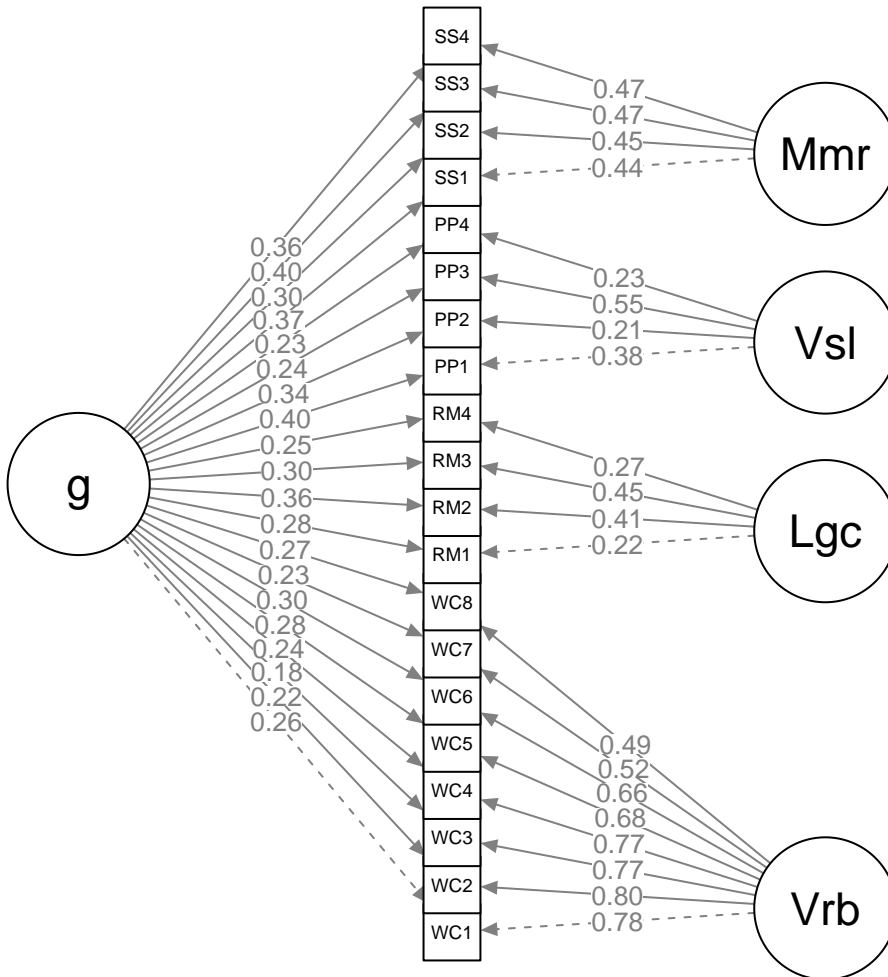 SS4
SS3
SS2
SS1
PP4
PP3
PP2
PP1
RM4
RM3
RM2
RM1
WC8
WC7
WC6
WC5
WC4
WC3
WC2
WC1
g
0.36
0.40
0.30
0.37
0.23
0.24
0.34
0.40
0.25
0.30
0.36
0.28
0.27
0.23
0.30
0.28
0.24
0.18
0.22
0.26
0.47
0.47
0.45
0.44
Mmr
0.23
0.55
0.21
0.38
Vsl
0.27
0.45
0.41
0.22
Lgc
0.49
0.52
0.66
0.68
0.77
0.77
0.80
0.78
Vrb